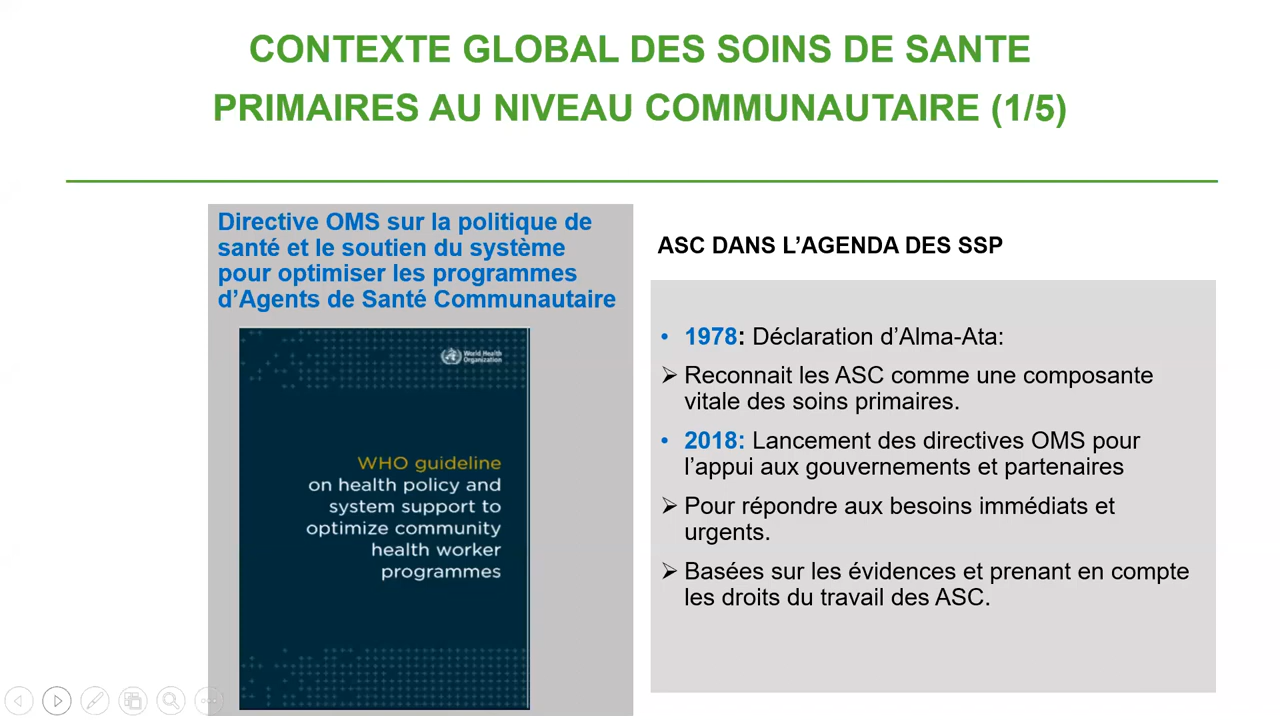 CONTEXTE GLOBAL DES SOINS DE SANTE
PRIMAIRES AU NIVEAU COMMUNAUTAIRE (1/5)
Directive OMS sur la politique de
santé et le soutien du système
pour optimiser les programmes
d’Agents de Santé Communautaire
World Health
Organization
WHO guideline
on health policy and
system support to
optimize community
health worker
programmes
ASC DANS L’AGENDA DES SSP
• 1978: Déclaration d’Alma-Ata:
➢ Reconnait les ASC comme une composante
vitale des soins primaires.
• 2018: Lancement des directives OMS pour
l’appui aux gouvernements et partenaires
➢ Pour répondre aux besoins immédiats et
urgents.
➢ Basées sur les évidences et prenant en compte
les droits du travail des ASC.